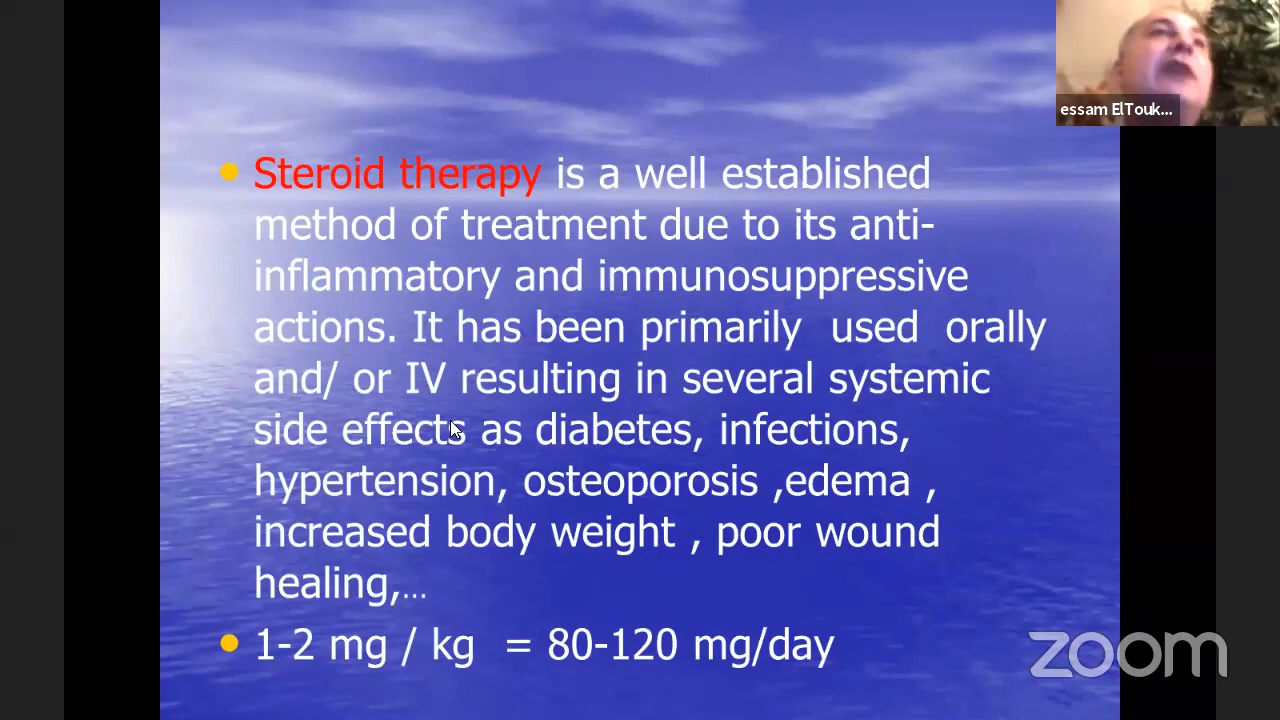 essam ElTouk...
• Steroid therapy is a well established
method of treatment due to its anti-
inflammatory and immunosuppressive
actions. It has been primarily used orally
and/ or IV resulting in several systemic
side effects as diabetes, infections,
hypertension, osteoporosis ,edema ,
increased body weight , poor wound
healing,...
• 1-2 mg / kg = 80-120 mg/day
zoom